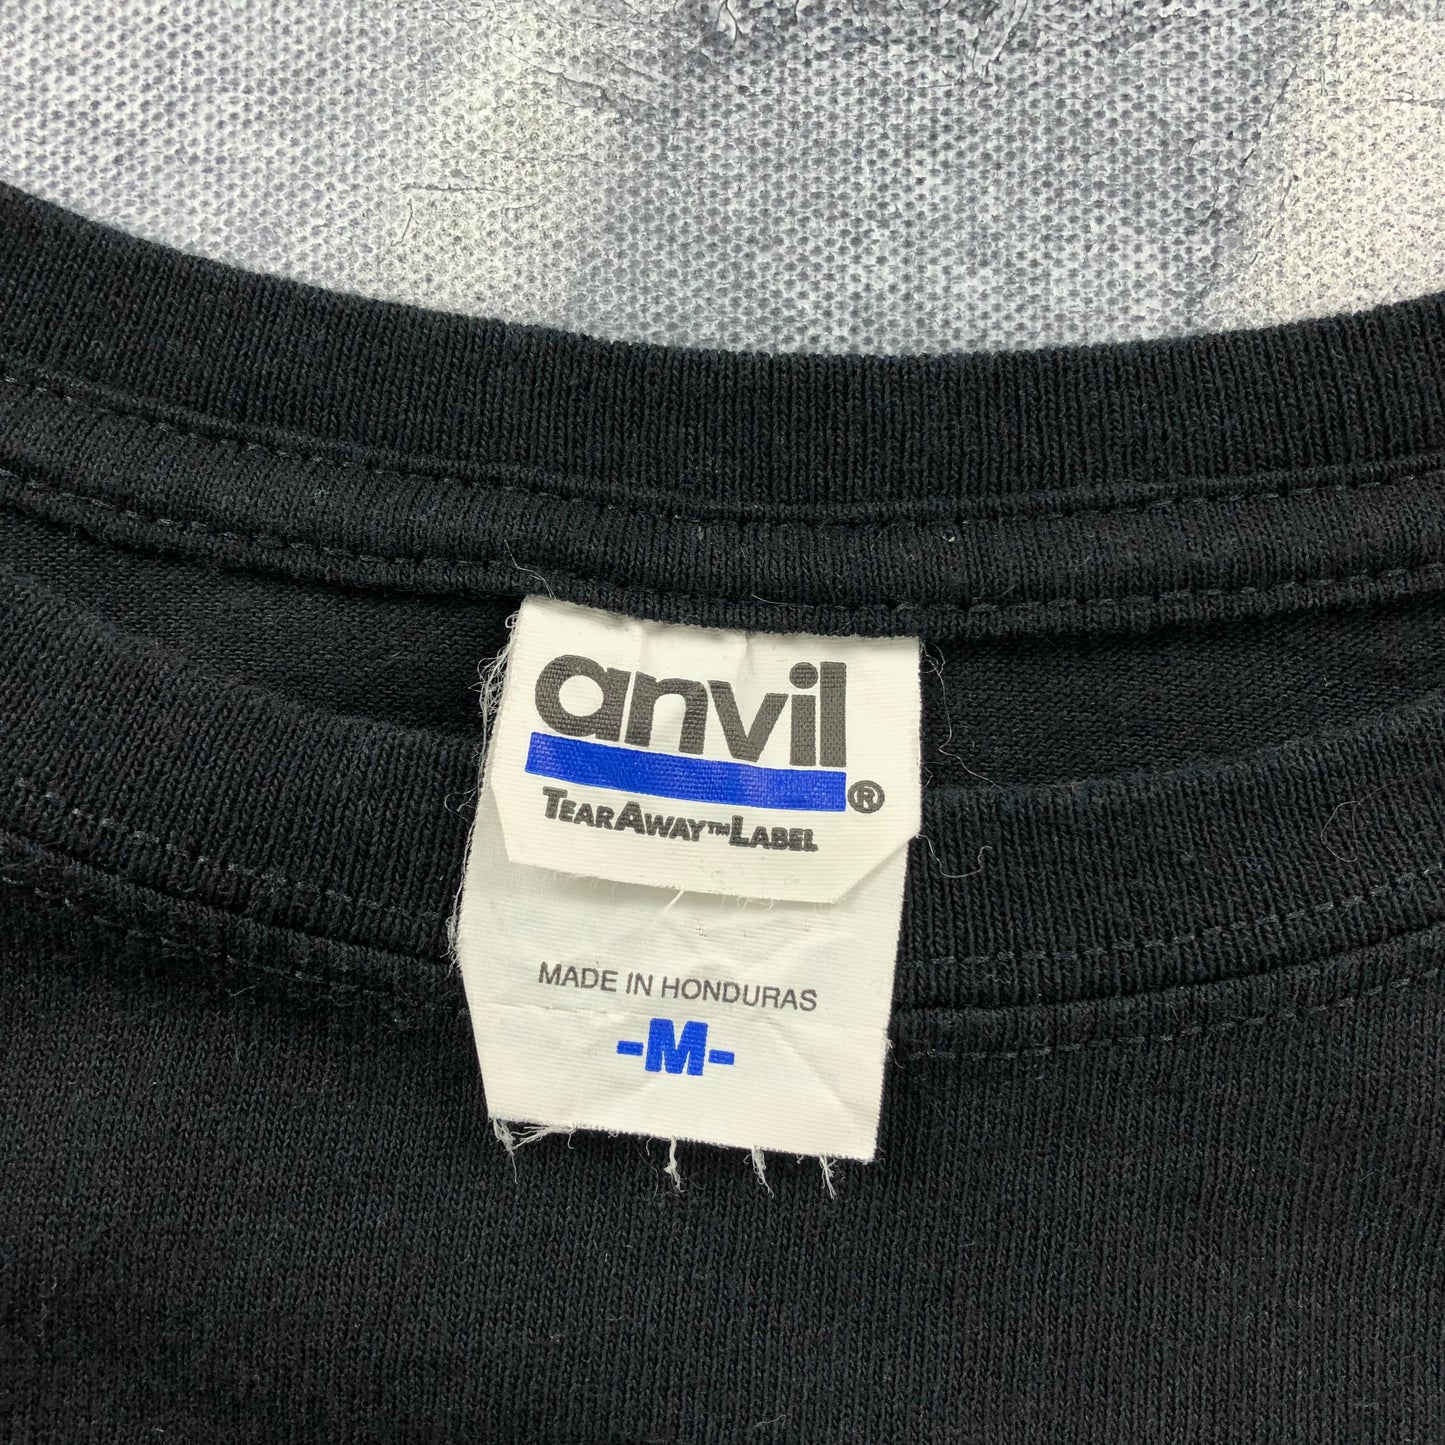 anvil®
TEARAWAY™LABEL
MADE IN HONDURAS
-M-